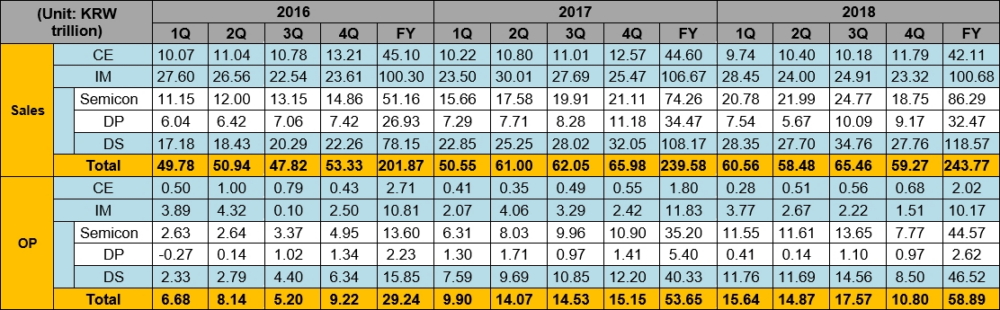 (Unit: KRW trillion) 2016 2017 2018
1Q 2Q 3Q 4Q FY 1Q 2Q 3Q 4Q FY 1Q 2Q 3Q 4Q FY
Sales
CE 10.07 11.04 10.78 13.21 45.10 10.22 10.80 11.01 12.57 44.60 9.74 10.40 10.18 11.79 42.11
IM 27.60 26.56 22.54 23.61 100.30 23.50 30.01 27.69 25.47 106.67 28.45 24.00 24.91 23.32 100.68
Semicon 11.15 12.00 13.15 14.86 51.16 15.66 17.58 19.91 21.11 74.26 20.78 21.99 24.77 18.75 86.29
DP 6.04 6.42 7.06 7.42 26.93 7.29 7.71 8.28 11.18 34.47 7.54 5.67 10.09 9.17 32.47
DS 17.18 18.43 20.29 22.26 78.15 22.85 25.25 28.02 32.05 108.17 28.35 27.70 34.76 27.76 118.57
Total 49.78 50.94 47.82 53.33 201.87 50.55 61.00 62.05 65.98 239.58 60.56 58.48 65.46 59.27 243.77
OP
CE 0.50 1.00 0.79 0.43 2.71 0.41 0.35 0.49 0.55 1.80 0.28 0.51 0.56 0.68 2.02
IM 3.89 4.32 0.10 2.50 10.81 2.07 4.06 3.29 2.42 11.83 3.77 2.67 2.22 1.51 10.17
Semicon 2.63 2.64 3.37 4.95 13.60 6.31 8.03 9.96 10.90 35.20 11.55 11.61 13.65 7.77 44.57
DP -0.27 0.14 1.02 1.34 2.23 1.30 1.71 0.97 1.41 5.40 0.41 0.14 1.10 0.97 2.62
DS 2.33 2.79 4.40 6.34 15.85 7.59 9.69 10.85 12.20 40.33 11.76 11.69 14.56 8.50 46.52
Total 6.68 8.14 5.20 9.22 29.24 9.90 14.07 14.53 15.15 53.65 15.64 14.87 17.57 10.80 58.89